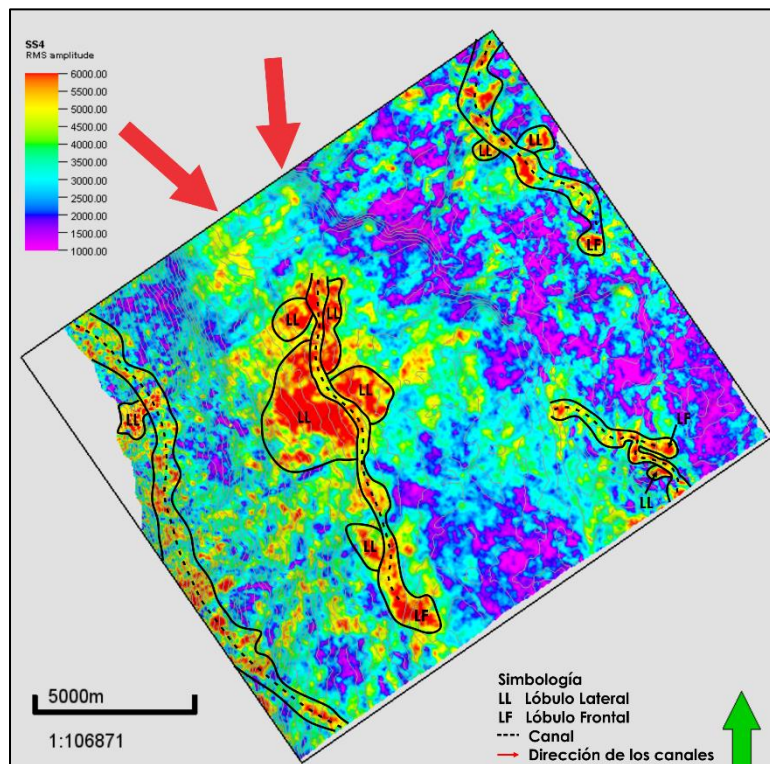 SS4
RMS amplitude
6000.00
5500.00
5000.00
4500.00
4000.00
3500.00
3000.00
2500.00
2000.00
1500.00
1000.00
LL
LL
LF
LL
LL
LL
LL
LL
LF
LL
LL
LF
5000m
1:106871
Simbología
LL Lóbulo Lateral
LF Lóbulo Frontal
Canal
Dirección de los canales